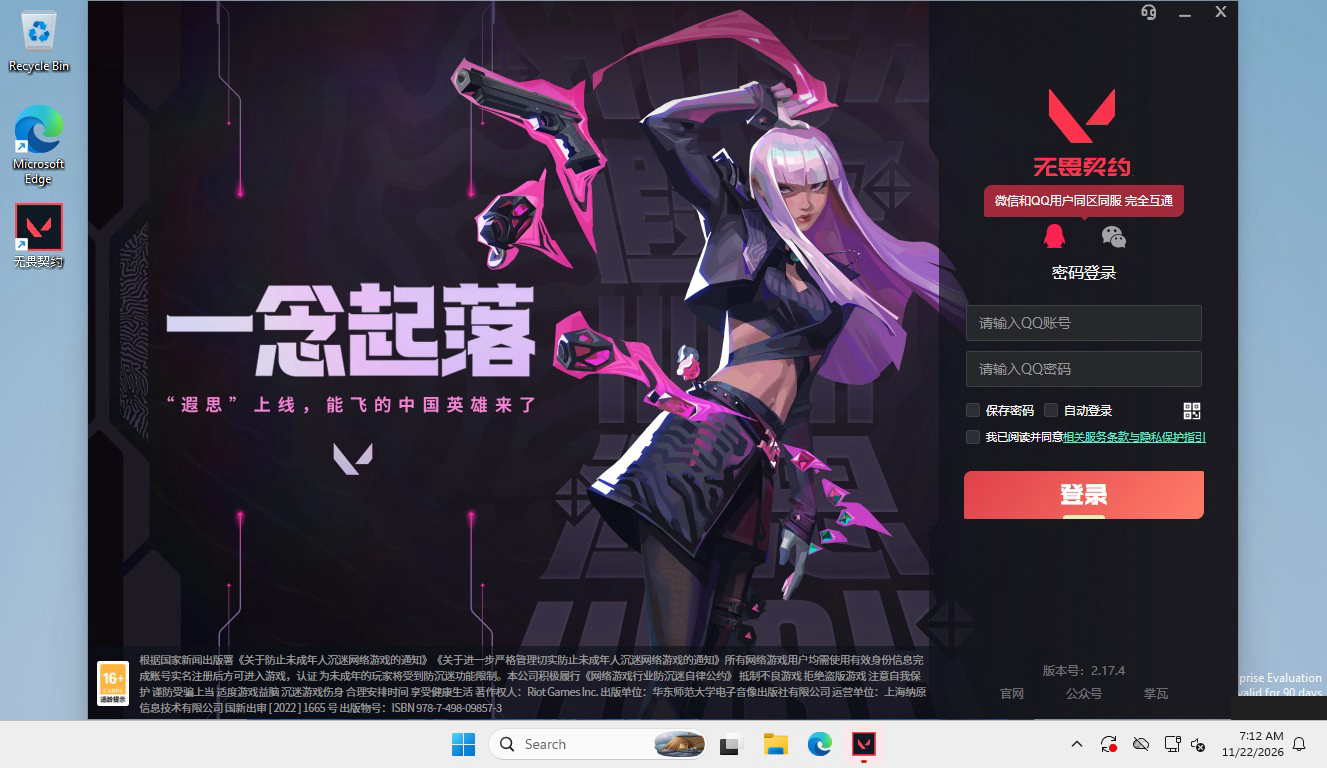 Recycle Bin
Microsoft
Edge
无畏契约
一念起落
“遐思”上线，能飞的中国英雄来了
无畏契约
微信和QQ用户同区同服 完全互通
密码登录
请输入QQ账号
请输入QQ密码
保存密码 自动登录
我已阅读并同意相关服务条款与隐私保护指引
登录
版本号：2.17.4
官网 公众号 掌瓦
16+
CADPA
适龄提示
根据国家新闻出版署《关于防止未成年人沉迷网络游戏的通知》《关于进一步严格管理切实防止未成年人沉迷网络游戏的通知》所有网络游戏用户均需使用有效身份信息完
成账号实名注册后方可进入游戏，认证为未成年的玩家将受到防沉迷功能限制。本公司积极履行《网络游戏行业防沉迷自律公约》 抵制不良游戏 拒绝盗版游戏 注意自我保
护 谨防受骗上当 适度游戏益脑 沉迷游戏伤身 合理安排时间 享受健康生活 著作权人：Riot Games Inc. 出版单位：华东师范大学电子音像出版社有限公司 运营单位：上海纳原
信息技术有限公司 国新出审 [ 2022 ] 1665 号 出版物号：ISBN 978-7-498-09857-3
prise Evaluation
valid for 90 days
Search
7:12 AM
11/22/2026